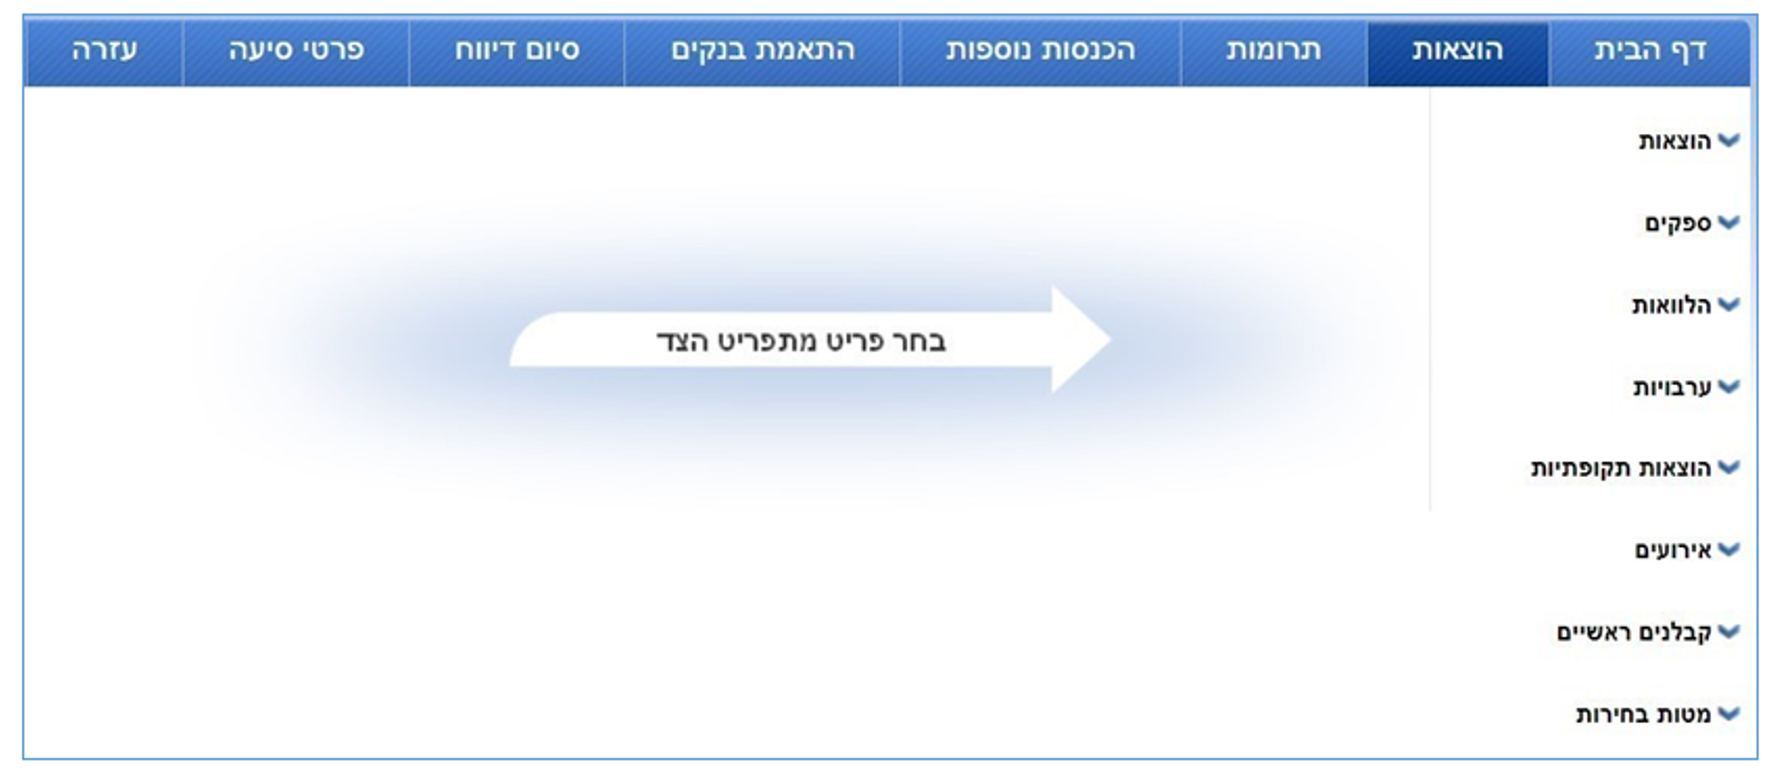 דף הבית הוצאות תרומות הכנסות נוספות התאמת בנקים סיום דיווח פרטי סיעה עזרה
הוצאות
ספקים
הלוואות
ערבויות
הוצאות תקופתיות
אירועים
קבלנים ראשיים
מטות בחירות
בחר פריט מתפריט הצד